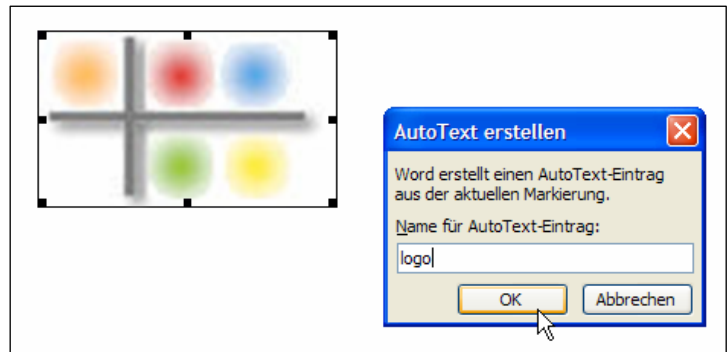 AutoText erstellen
Word erstellt einen AutoText-Eintrag
aus der aktuellen Markierung.
Name für AutoText-Eintrag:
logo
OK Abbrechen